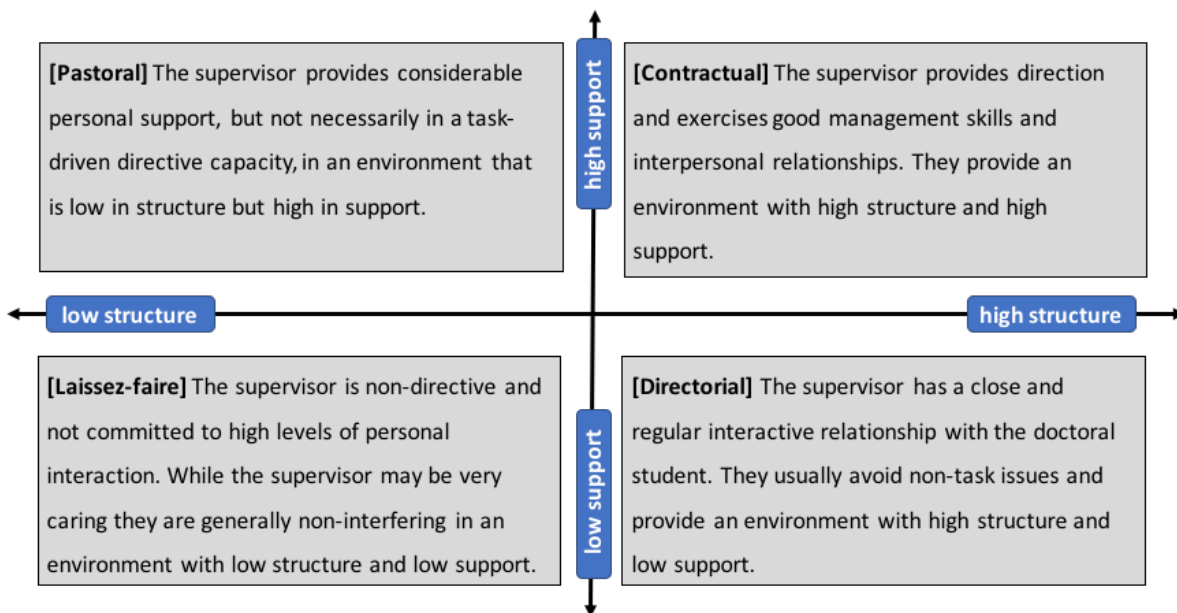 [Pastoral] The supervisor provides considerable
personal support, but not necessarily in a task-
driven directive capacity, in an environment that
is low in structure but high in support.
high support
[Contractual] The supervisor provides direction
and exercises good management skills and
interpersonal relationships. They provide an
environment with high structure and high
support.
low structure
high structure
[Laissez-faire] The supervisor is non-directive and
not committed to high levels of personal
interaction. While the supervisor may be very
caring they are generally non-interfering in an
environment with low structure and low support.
low support
[Directorial] The supervisor has a close and
regular interactive relationship with the doctoral
student. They usually avoid non-task issues and
provide an environment with high structure and
low support.